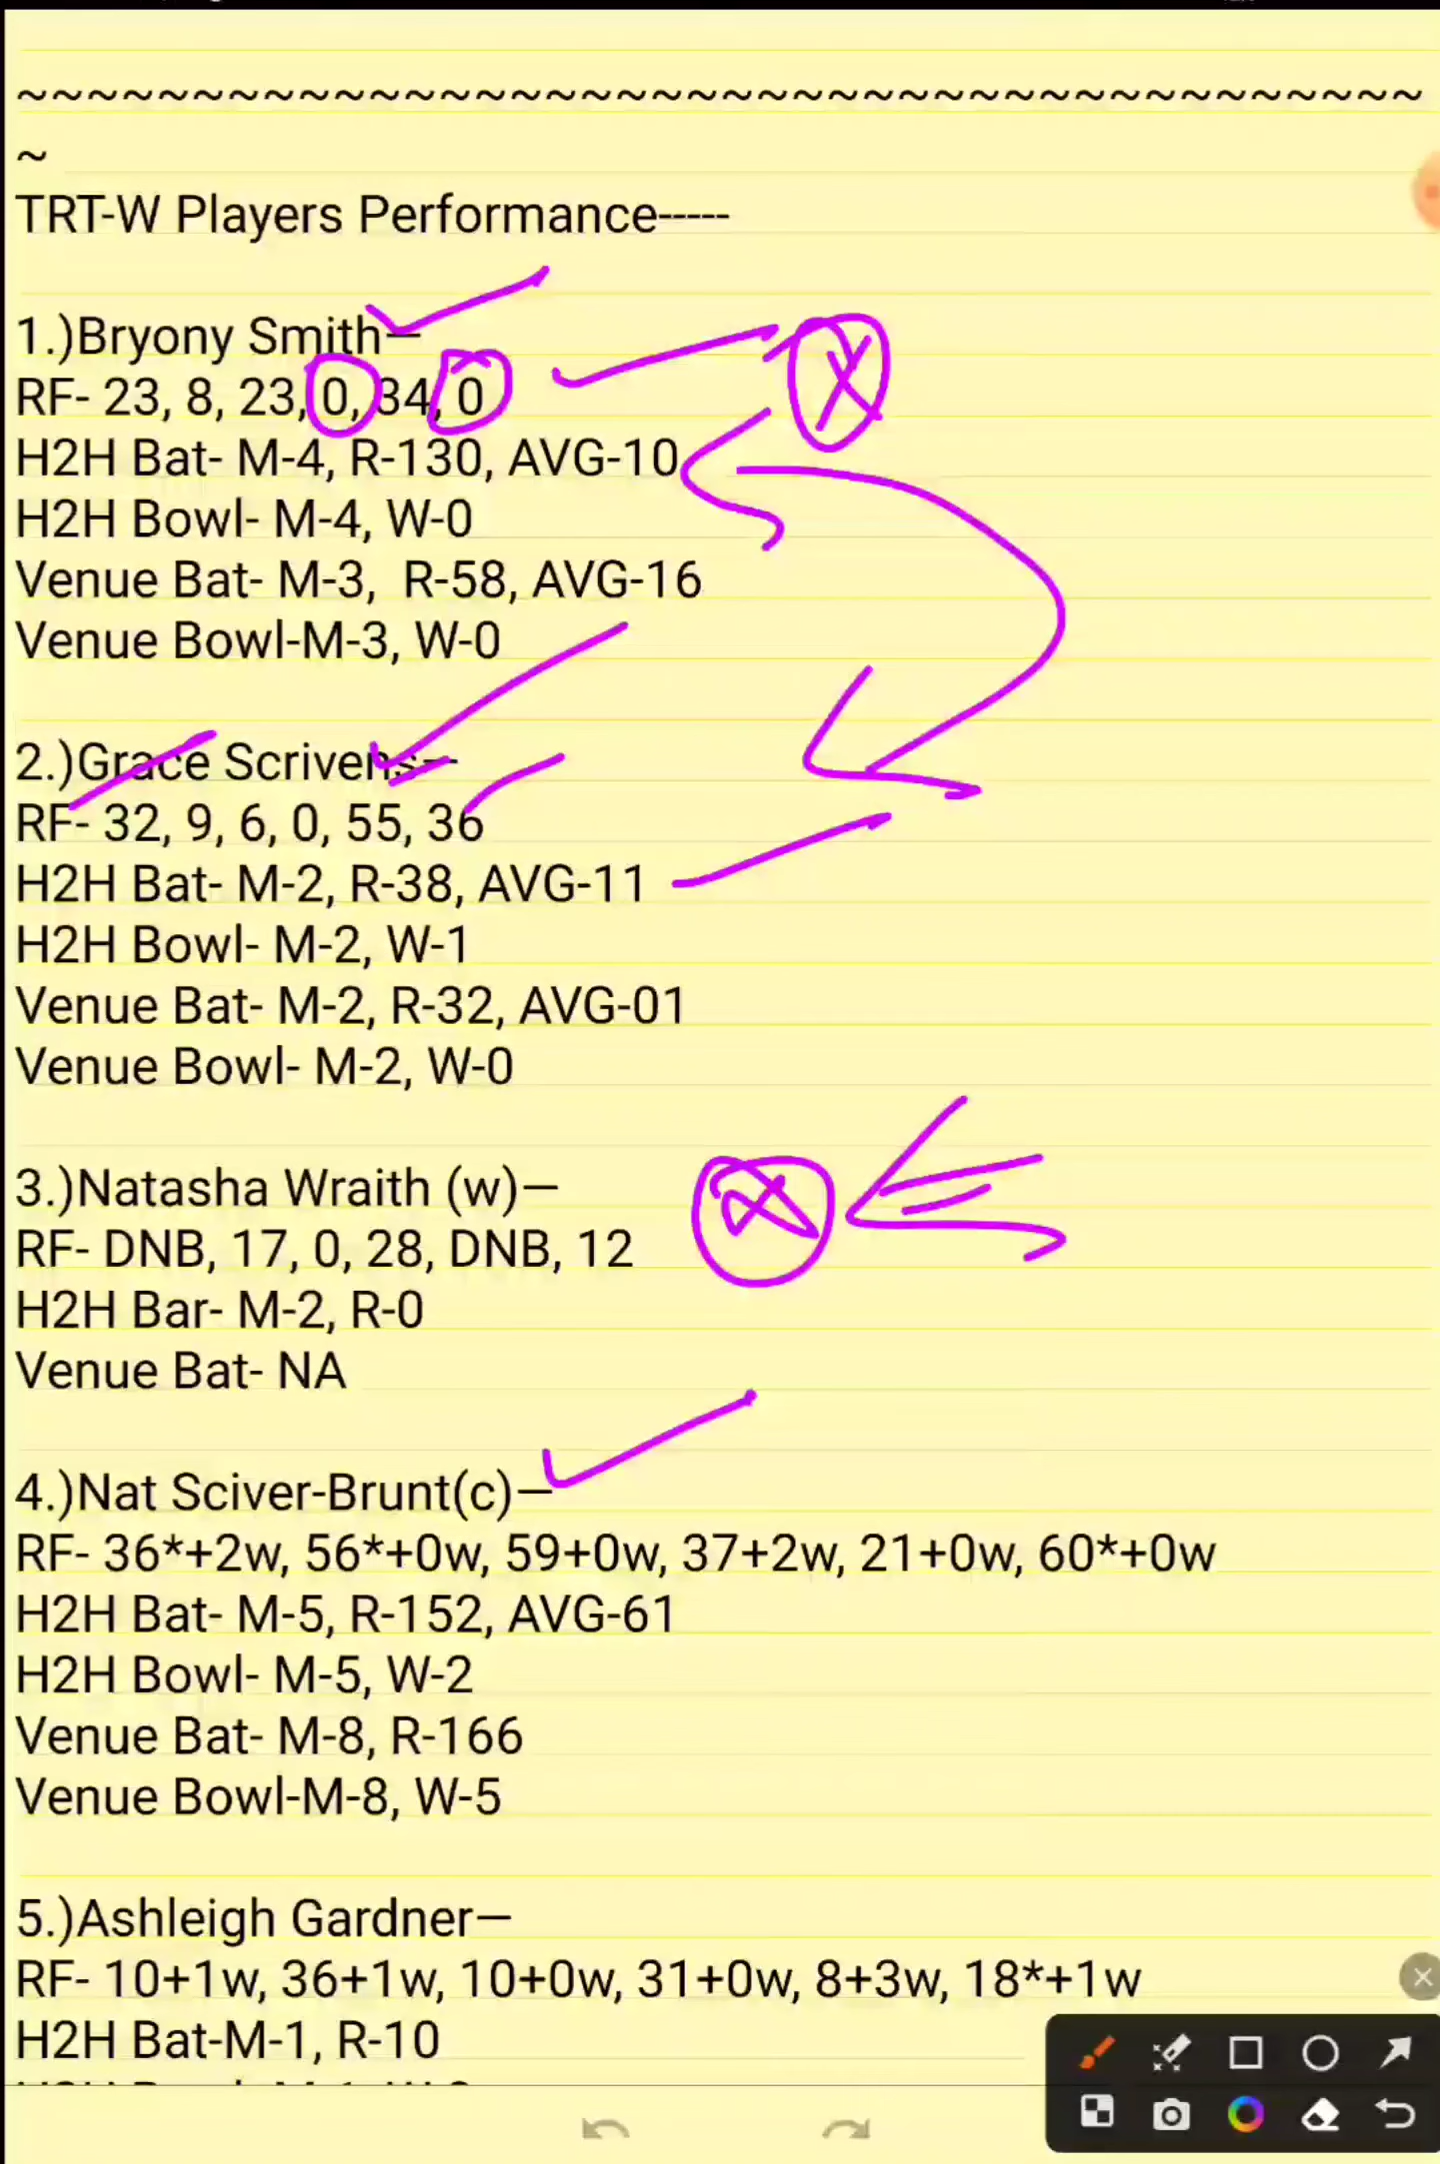 ~~~~~~~~~~~~~~~~~~~~~~~~~~~~~~~~~~~~~~~~
~
TRT-W Players Performance-----
1.)Bryony Smith—
RF- 23, 8, 23, 0, 34, 0
H2H Bat- M-4, R-130, AVG-10
H2H Bowl- M-4, W-0
Venue Bat- M-3,  R-58, AVG-16
Venue Bowl-M-3, W-0
2.)Grace Scrivens—
RF- 32, 9, 6, 0, 55, 36
H2H Bat- M-2, R-38, AVG-11
H2H Bowl- M-2, W-1
Venue Bat- M-2, R-32, AVG-01
Venue Bowl- M-2, W-0
3.)Natasha Wraith (w)—
RF- DNB, 17, 0, 28, DNB, 12
H2H Bar- M-2, R-0
Venue Bat- NA
4.)Nat Sciver-Brunt(c)—
RF- 36*+2w, 56*+0w, 59+0w, 37+2w, 21+0w, 60*+0w
H2H Bat- M-5, R-152, AVG-61
H2H Bowl- M-5, W-2
Venue Bat- M-8, R-166
Venue Bowl-M-8, W-5
5.)Ashleigh Gardner—
RF- 10+1w, 36+1w, 10+0w, 31+0w, 8+3w, 18*+1w
H2H Bat-M-1, R-10